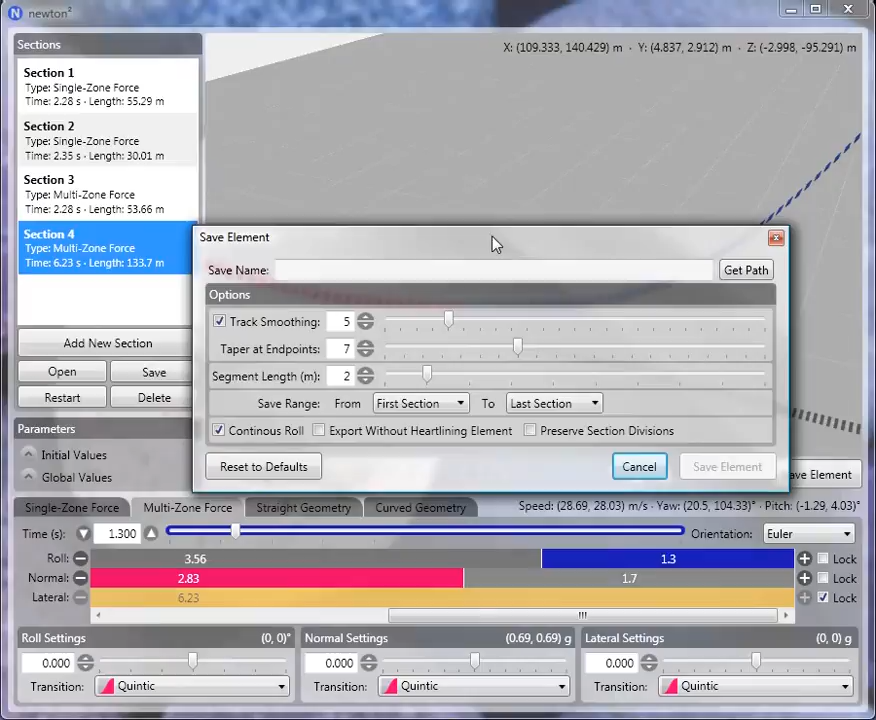 newton²
Sections
X: (109.333, 140.429) m · Y: (4.837, 2.912) m · Z: (-2.998, -95.291) m
Section 1
Type: Single-Zone Force
Time: 2.28 s · Length: 55.29 m
Section 2
Type: Single-Zone Force
Time: 2.35 s · Length: 30.01 m
Section 3
Type: Multi-Zone Force
Time: 2.28 s · Length: 53.66 m
Section 4
Type: Multi-Zone Force
Time: 6.23 s · Length: 133.7 m
Save Element
Save Name: Get Path
Options
Track Smoothing: 5
Taper at Endpoints: 7
Segment Length (m): 2
Save Range: From First Section To Last Section
Continous Roll Export Without Heartlining Element Preserve Section Divisions
Reset to Defaults Cancel Save Element
Add New Section
Open Save
Restart Delete
Parameters
Initial Values
Global Values
ave Element
Single-Zone Force Multi-Zone Force Straight Geometry Curved Geometry Speed: (28.69, 28.03) m/s · Yaw: (20.5, 104.33)° · Pitch: (-1.29, 4.03)°
Time (s): 1.300 Orientation: Euler
Roll: 3.56 1.3 Lock
Normal: 2.83 1.7 Lock
Lateral: 6.23 Lock
Roll Settings (0, 0)° Normal Settings (0.69, 0.69) g Lateral Settings (0, 0) g
0.000 0.000 0.000
Transition: Quintic Transition: Quintic Transition: Quintic